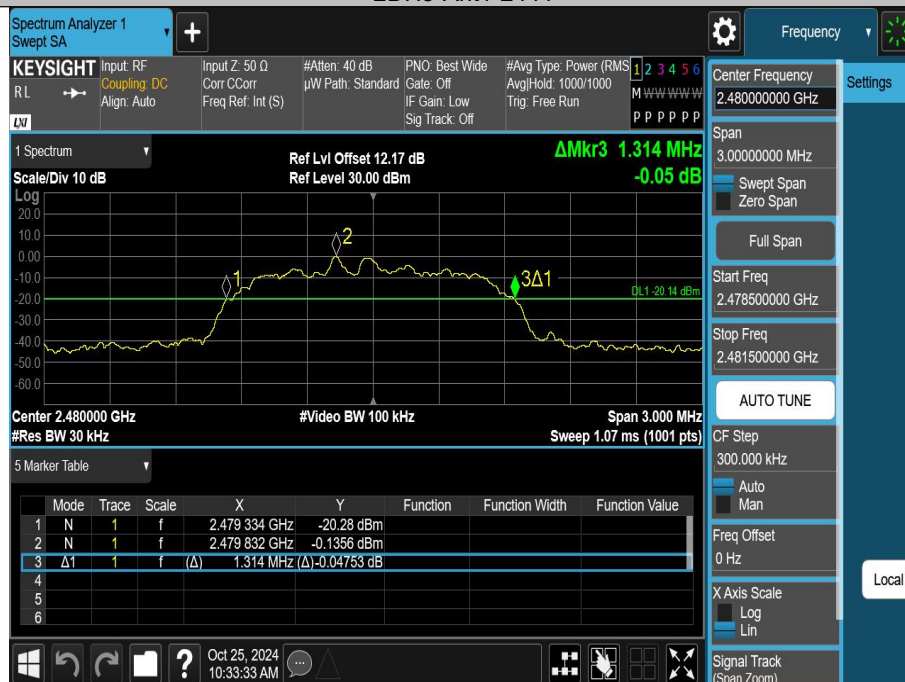 Spectrum Analyzer 1
Swept SA
+
Frequency
KEYSIGHT
RL
LXI
Input: RF
Coupling: DC
Align: Auto
Input Z: 50 Ω
Corr CCorr
Freq Ref: Int (S)
#Atten: 40 dB
µW Path: Standard
PNO: Best Wide
Gate: Off
IF Gain: Low
Sig Track: Off
#Avg Type: Power (RMS
Avg|Hold: 1000/1000
Trig: Free Run
1 2 3 4 5 6
M W W W W W
P P P P P P
1 Spectrum
Scale/Div 10 dB
Ref Lvl Offset 12.17 dB
Ref Level 30.00 dBm
ΔMkr3 1.314 MHz
-0.05 dB
Log
20.0
10.0
0.00
-10.0
-20.0
-30.0
-40.0
-50.0
-60.0
1
2
3Δ1
DL1 -20.14 dBm
Center 2.480000 GHz
#Video BW 100 kHz
Span 3.000 MHz
#Res BW 30 kHz
Sweep 1.07 ms (1001 pts)
5 Marker Table
Mode Trace Scale X Y Function Function Width Function Value
1 N 1 f 2.479 334 GHz -20.28 dBm
2 N 1 f 2.479 832 GHz -0.1356 dBm
3 Δ1 1 f (Δ) 1.314 MHz (Δ) -0.04753 dB
4
5
6
Oct 25, 2024
10:33:33 AM
?
Center Frequency
2.480000000 GHz
Span
3.00000000 MHz
Swept Span
Zero Span
Full Span
Start Freq
2.478500000 GHz
Stop Freq
2.481500000 GHz
AUTO TUNE
CF Step
300.000 kHz
Auto
Man
Freq Offset
0 Hz
X Axis Scale
Log
Lin
Signal Track
(Span Zoom)
Settings
Local